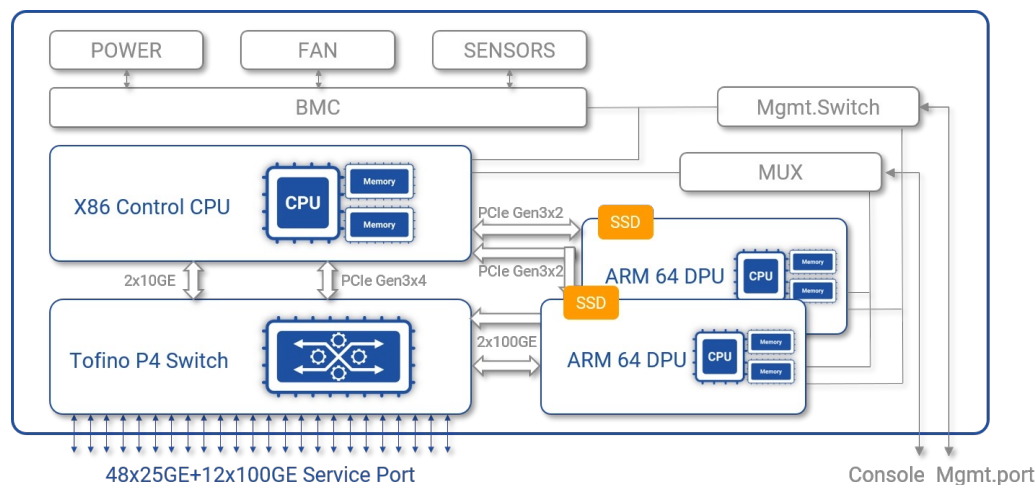 POWER
FAN
SENSORS
BMC
Mgmt.Switch
MUX
X86 Control CPU
CPU
Memory
Memory
PCIe Gen3x2
PCIe Gen3x2
SSD
ARM 64 DPU
CPU
Memory
Memory
2x10GE
PCIe Gen3x4
SSD
Tofino P4 Switch
2x100GE
ARM 64 DPU
CPU
Memory
Memory
48x25GE+12x100GE Service Port
Console
Mgmt.port